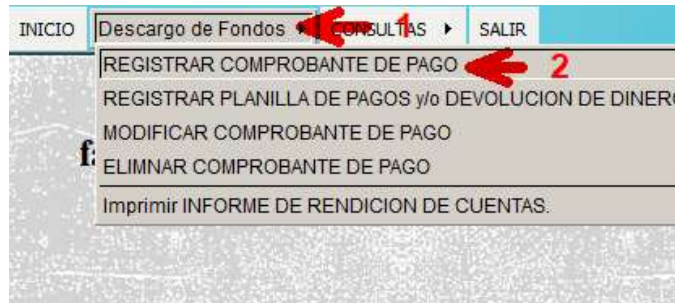 INICIO Descargo de Fondos 1 CONSULTAS SALIR
REGISTRAR COMPROBANTE DE PAGO 2
REGISTRAR PLANILLA DE PAGOS y/o DEVOLUCION DE DINERO
MODIFICAR COMPROBANTE DE PAGO
ELIMNAR COMPROBANTE DE PAGO
Imprimir INFORME DE RENDICION DE CUENTAS.